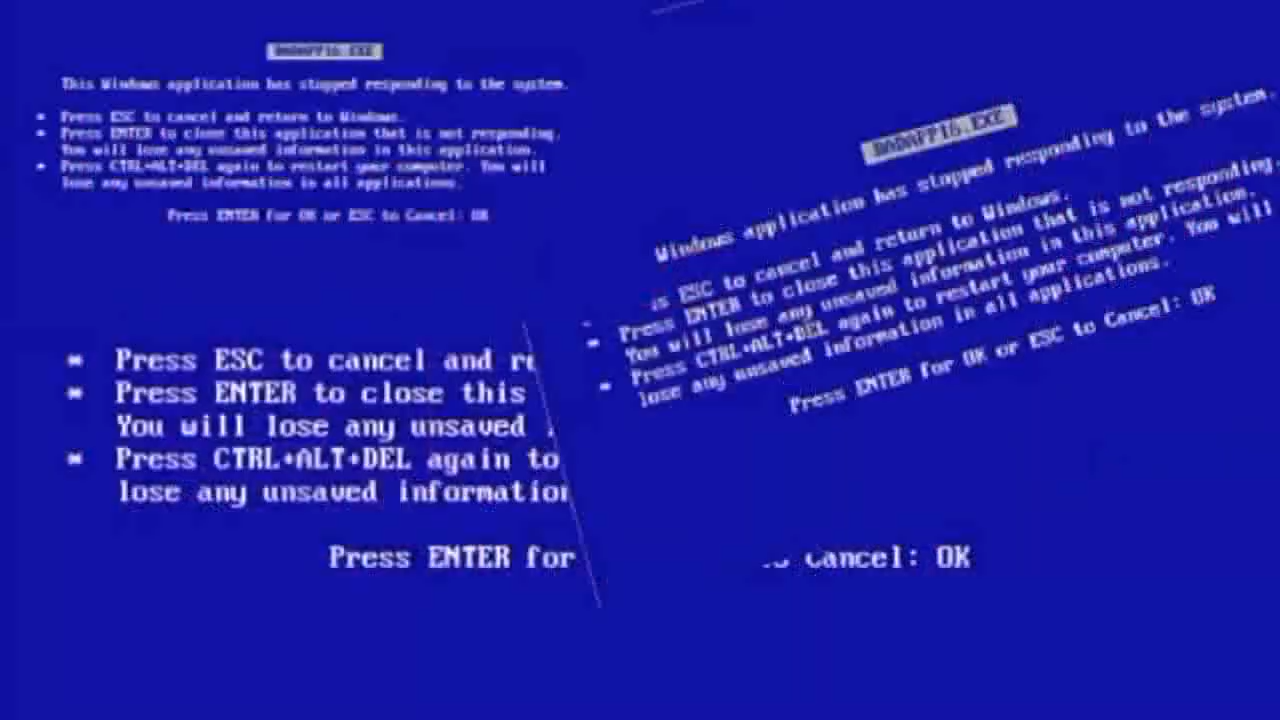 BADAPP16.EXE
This Windows application has stopped responding to the system.
* Press ESC to cancel and return to Windows.
* Press ENTER to close this application that is not responding.
You will lose any unsaved information in this application.
* Press CTRL+ALT+DEL again to restart your computer. You will
lose any unsaved information in all applications.
Press ENTER for OK or ESC to Cancel: OK
BADAPP16.EXE
Windows application has stopped responding to the system.
ESC to cancel and return to Windows.
* Press ENTER to close this application that is not responding.
You will lose any unsaved information in this application.
* Press CTRL+ALT+DEL again to restart your computer. You will
lose any unsaved information in all applications.
Press ENTER for OK or ESC to Cancel: OK
* Press ESC to cancel and
* Press ENTER to close this
You will lose any unsaved
* Press CTRL+ALT+DEL again to
lose any unsaved information
Press ENTER for Cancel: OK